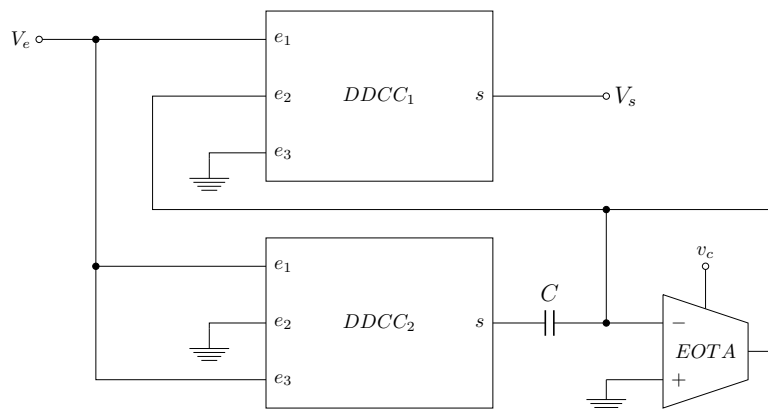 V_e
e_1
e_2
DDCC_1
s
V_s
e_3
e_1
v_c
C
e_2
DDCC_2
s
−
EOTA
e_3
+